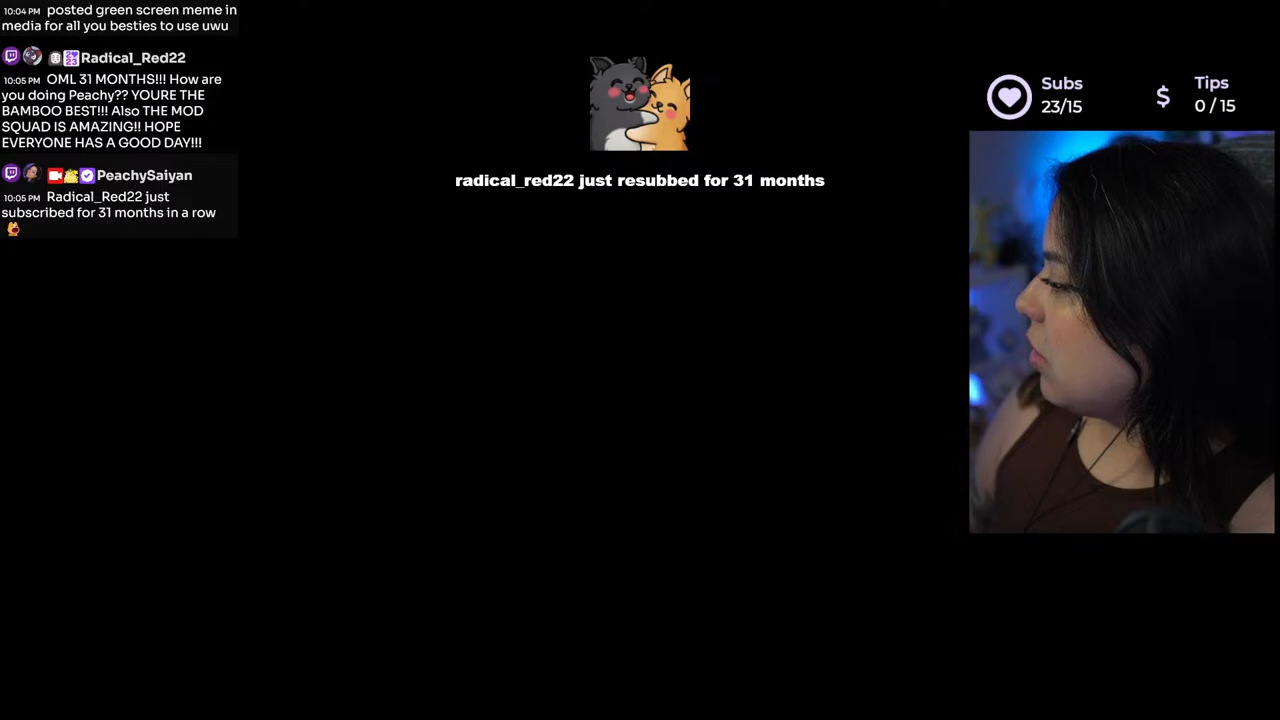 10:04 PM posted green screen meme in
media for all you besties to use uwu
Radical_Red22
10:05 PM OML 31 MONTHS!!! How are
you doing Peachy?? YOURE THE
BAMBOO BEST!!! Also THE MOD
SQUAD IS AMAZING!! HOPE
EVERYONE HAS A GOOD DAY!!!
PeachySaiyan
10:05 PM Radical_Red22 just
subscribed for 31 months in a row
radical_red22 just resubbed for 31 months
Subs
23/15
$ Tips
0 / 15